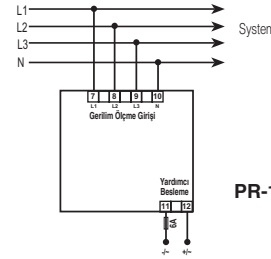 L1
L2
System
L3
N
7 8 9 10
L1 L2 L3 N
Gerilim Ölçme Girişi
Yardımcı
Besleme
PR-1
11 12
6A
-/~ +/~